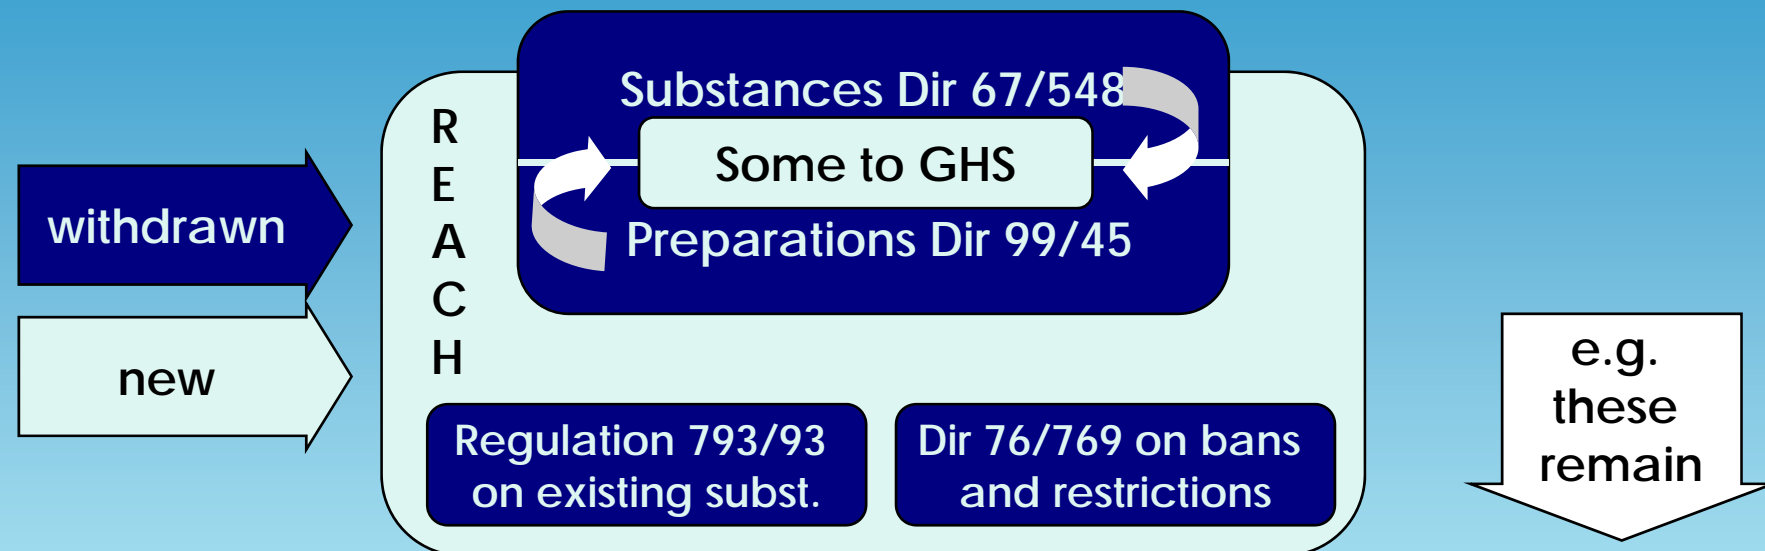 withdrawn
new
R
E
A
C
H
Substances Dir 67/548
Some to GHS
Preparations Dir 99/45
Regulation 793/93
on existing subst.
Dir 76/769 on bans
and restrictions
e.g.
these
remain